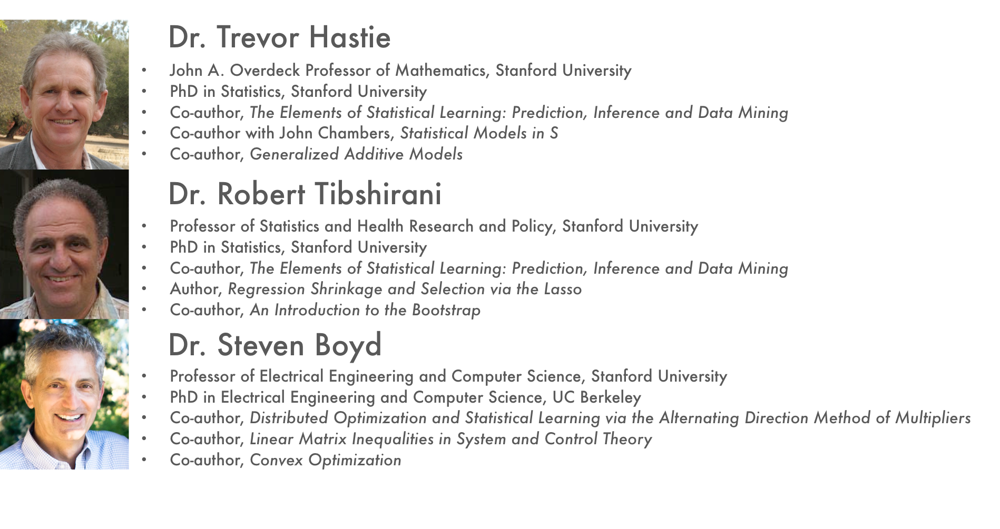 Dr. Trevor Hastie
• John A. Overdeck Professor of Mathematics, Stanford University
• PhD in Statistics, Stanford University
• Co-author, The Elements of Statistical Learning: Prediction, Inference and Data Mining
• Co-author with John Chambers, Statistical Models in S
• Co-author, Generalized Additive Models
Dr. Robert Tibshirani
• Professor of Statistics and Health Research and Policy, Stanford University
• PhD in Statistics, Stanford University
• Co-author, The Elements of Statistical Learning: Prediction, Inference and Data Mining
• Author, Regression Shrinkage and Selection via the Lasso
• Co-author, An Introduction to the Bootstrap
Dr. Steven Boyd
• Professor of Electrical Engineering and Computer Science, Stanford University
• PhD in Electrical Engineering and Computer Science, UC Berkeley
• Co-author, Distributed Optimization and Statistical Learning via the Alternating Direction Method of Multipliers
• Co-author, Linear Matrix Inequalities in System and Control Theory
• Co-author, Convex Optimization